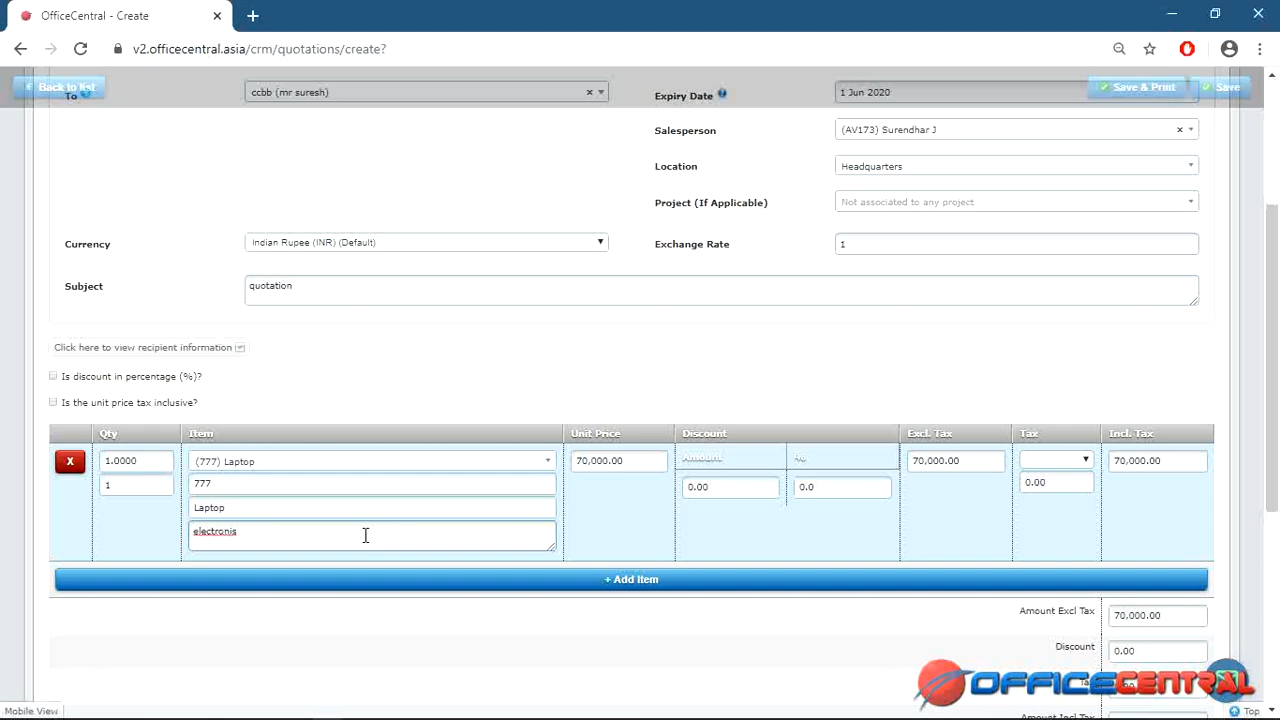 OfficeCentral - Create
v2.officecentral.asia/crm/quotations/create?
Back to list
Save & Print
Save
To
ccbb (mr suresh)
Expiry Date
1 Jun 2020
Salesperson
(AV173) Surendhar J
Location
Headquarters
Project (If Applicable)
Not associated to any project
Currency
Indian Rupee (INR) (Default)
Exchange Rate
1
Subject
quotation
Click here to view recipient information
Is discount in percentage (%)?
Is the unit price tax inclusive?
Qty Item Unit Price Discount Excl. Tax Tax Incl. Tax
X 1.0000 (777) Laptop 70,000.00 Amount % 70,000.00 70,000.00
1 777 0.00 0.0 0.00
Laptop
electronis
+ Add Item
Amount Excl Tax 70,000.00
Discount 0.00
Tax
Amount Incl Tax
OFFICECENTRAL
Mobile View
Top